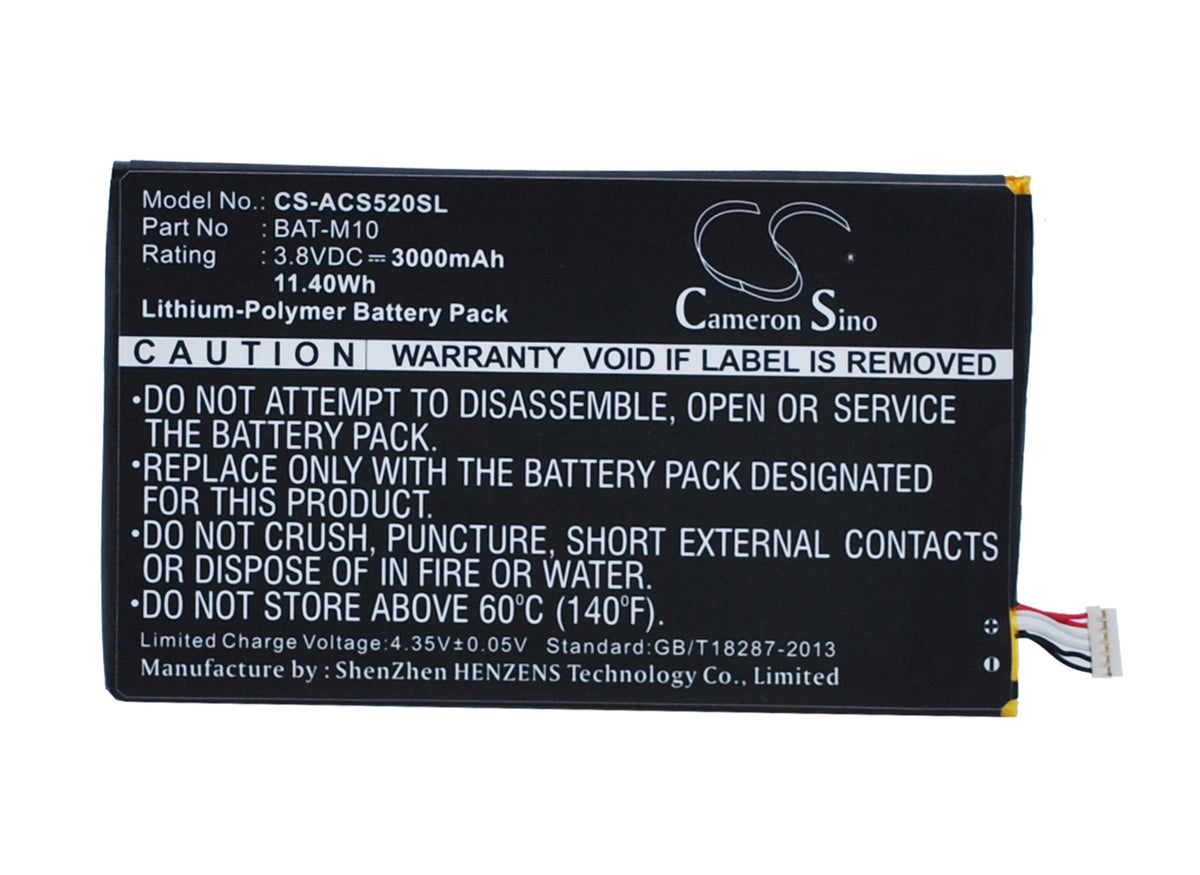 Model No.: CS-ACS520SL
Part No : BAT-M10
Rating : 3.8VDC ⎓ 3000mAh
11.40Wh
Lithium-Polymer Battery Pack
CS ®
Cameron Sino
CAUTION WARRANTY VOID IF LABEL IS REMOVED
•DO NOT ATTEMPT TO DISASSEMBLE, OPEN OR SERVICE
THE BATTERY PACK.
•REPLACE ONLY WITH THE BATTERY PACK DESIGNATED
FOR THIS PRODUCT.
•DO NOT CRUSH, PUNCTURE, SHORT EXTERNAL CONTACTS
OR DISPOSE OF IN FIRE OR WATER.
•DO NOT STORE ABOVE 60°C (140°F).
Limited Charge Voltage:4.35V±0.05V Standard:GB/T18287-2013
Manufacture by : ShenZhen HENZENS Technology Co., Limited